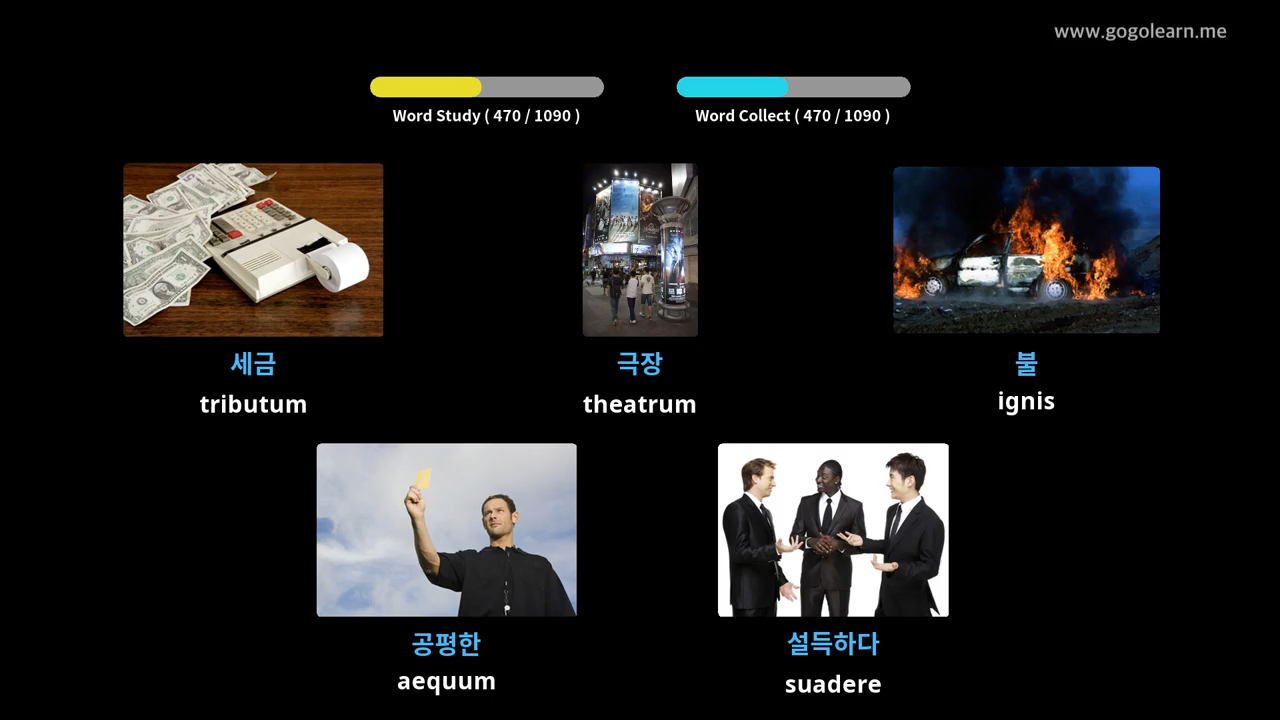 www.gogolearn.me
Word Study ( 470 / 1090 )
Word Collect ( 470 / 1090 )
세금
tributum
극장
theatrum
불
ignis
공평한
aequum
설득하다
suadere